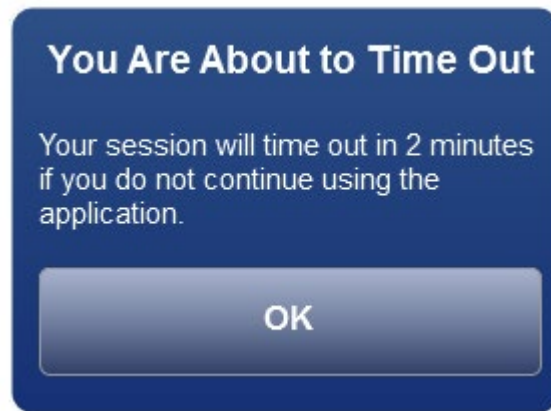 You Are About to Time Out
Your session will time out in 2 minutes
if you do not continue using the
application.
OK